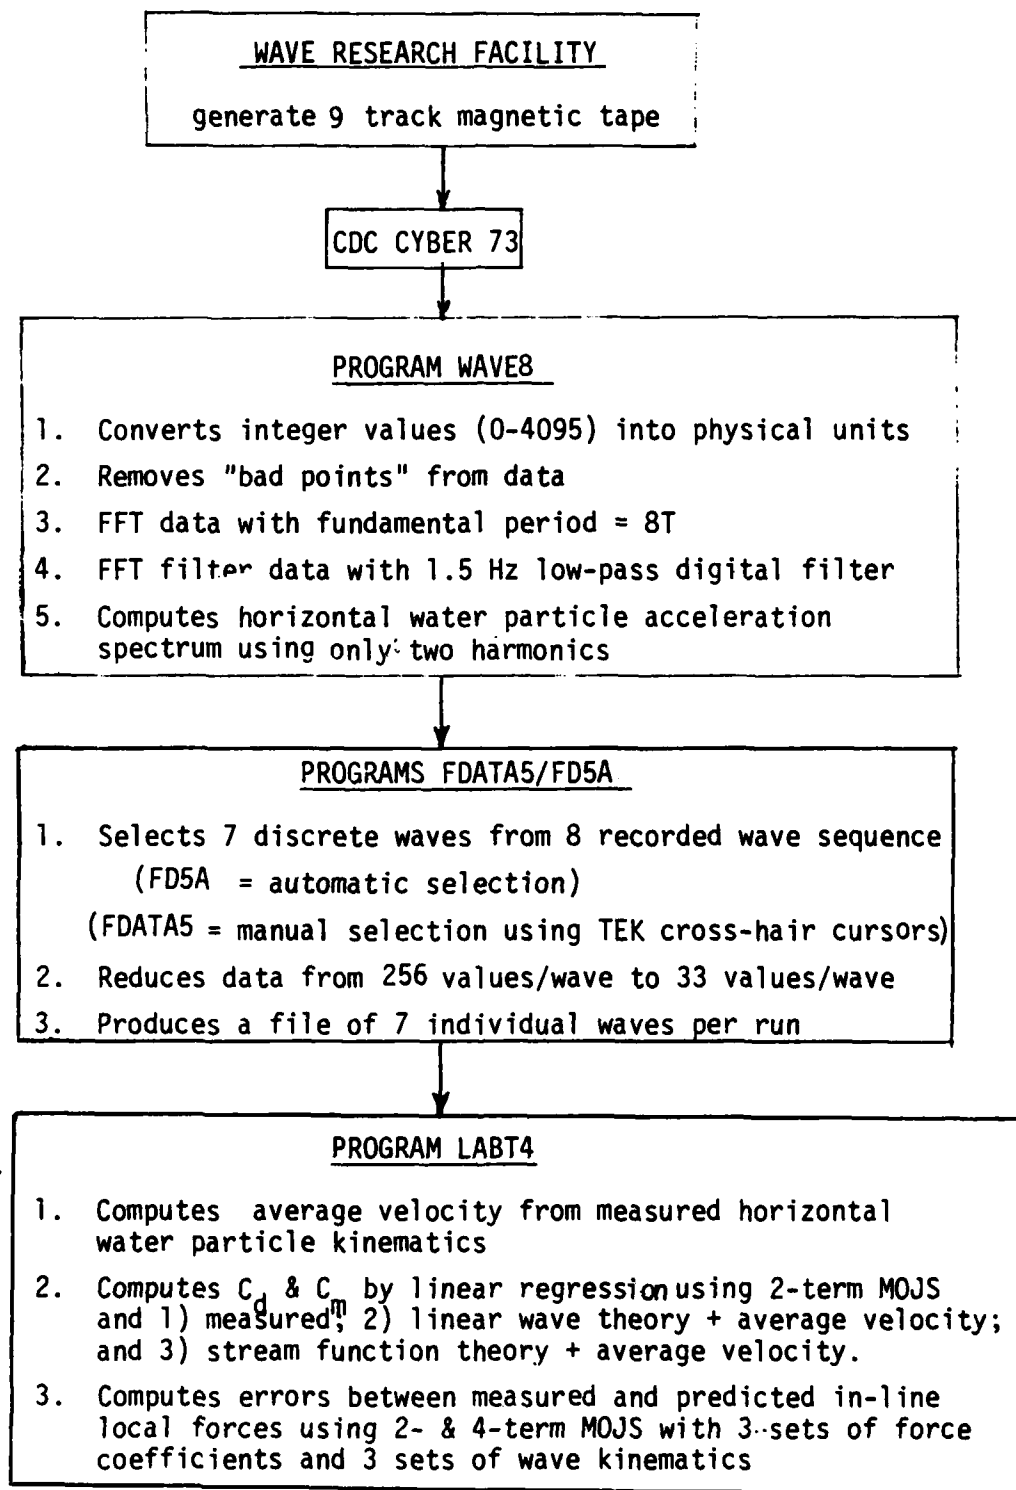 WAVE RESEARCH FACILITY
generate 9 track magnetic tape
CDC CYBER 73
PROGRAM WAVE8
1. Converts integer values (0-4095) into physical units
2. Removes "bad points" from data
3. FFT data with fundamental period = 8T
4. FFT filter data with 1.5 Hz low-pass digital filter
5. Computes horizontal water particle acceleration
spectrum using only two harmonics
PROGRAMS FDATA5/FD5A
1. Selects 7 discrete waves from 8 recorded wave sequence
(FD5A = automatic selection)
(FDATA5 = manual selection using TEK cross-hair cursors)
2. Reduces data from 256 values/wave to 33 values/wave
3. Produces a file of 7 individual waves per run
PROGRAM LABT4
1. Computes average velocity from measured horizontal
water particle kinematics
2. Computes Cd & Cm by linear regression using 2-term MOJS
and 1) measured; 2) linear wave theory + average velocity;
and 3) stream function theory + average velocity.
3. Computes errors between measured and predicted in-line
local forces using 2- & 4-term MOJS with 3 sets of force
coefficients and 3 sets of wave kinematics